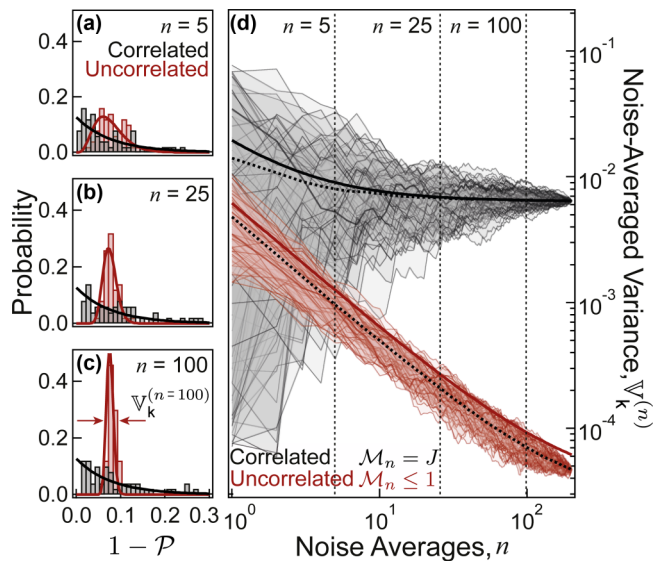 (a) n = 5
Correlated
Uncorrelated
0.4
0.2
0.0
(b) n = 25
0.4
0.2
0.0
(c) n = 100
𝕍ₖ⁽ⁿ⁼¹⁰⁰⁾
0.4
0.2
0.0
0.0 0.1 0.2 0.3
1 − 𝒫
Probability
(d) n = 5 n = 25 n = 100
10⁻¹
10⁻²
10⁻³
10⁻⁴
Noise-Averaged Variance, 𝕍ₖ⁽ⁿ⁾
Correlated ℳₙ = J
Uncorrelated ℳₙ ≤ 1
10⁰ 10¹ 10²
Noise Averages, n